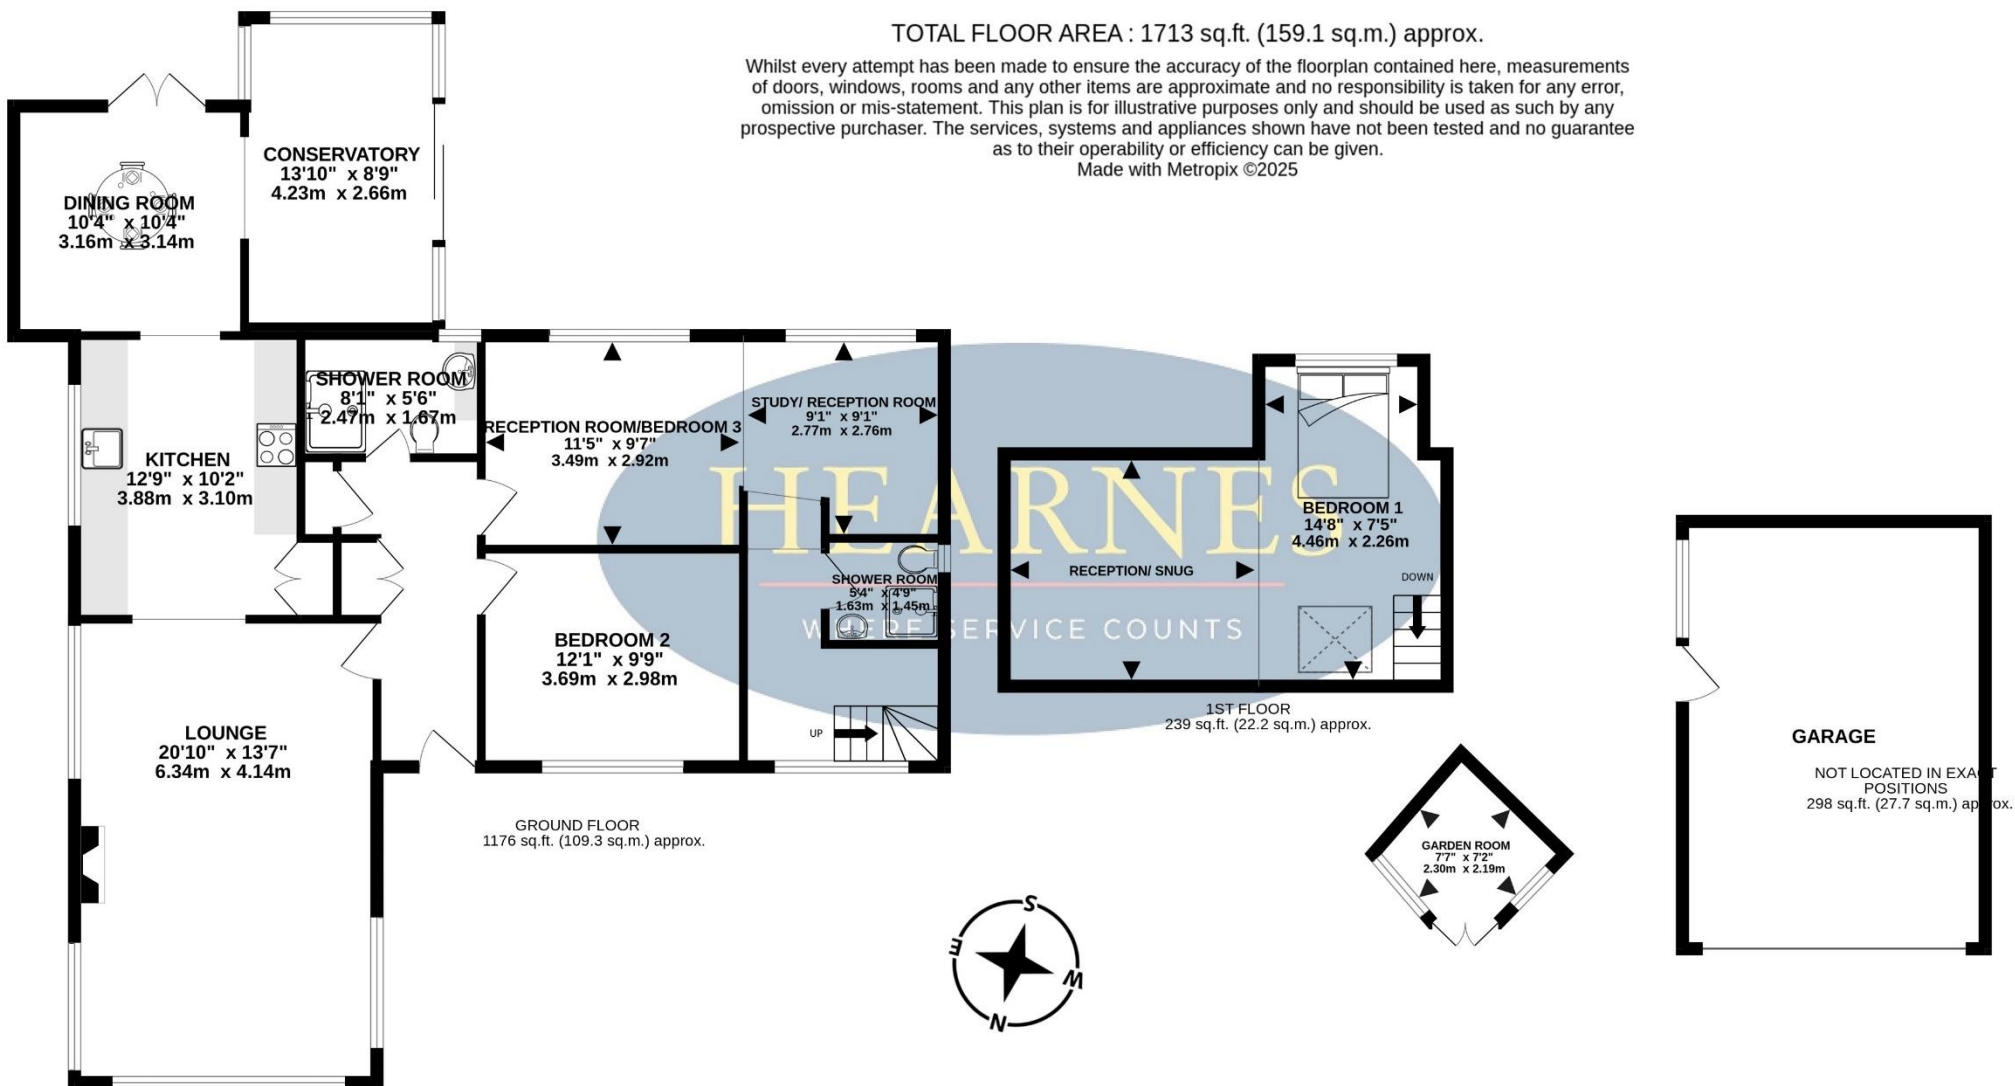 TOTAL FLOOR AREA : 1713 sq.ft. (159.1 sq.m.) approx.
Whilst every attempt has been made to ensure the accuracy of the floorplan contained here, measurements
of doors, windows, rooms and any other items are approximate and no responsibility is taken for any error,
omission or mis-statement. This plan is for illustrative purposes only and should be used as such by any
prospective purchaser. The services, systems and appliances shown have not been tested and no guarantee
as to their operability or efficiency can be given.
Made with Metropix ©2025
CONSERVATORY
13'10" x 8'9"
4.23m x 2.66m
DINING ROOM
10'4" x 10'4"
3.16m x 3.14m
SHOWER ROOM
8'1" x 5'6"
2.47m x 1.67m
KITCHEN
12'9" x 10'2"
3.88m x 3.10m
RECEPTION ROOM/BEDROOM 3
11'5" x 9'7"
3.49m x 2.92m
STUDY/ RECEPTION ROOM
9'1" x 9'1"
2.77m x 2.76m
HEARNES
WHERE SERVICE COUNTS
SHOWER ROOM
5'4" x 4'9"
1.63m x 1.45m
BEDROOM 2
12'1" x 9'9"
3.69m x 2.98m
LOUNGE
20'10" x 13'7"
6.34m x 4.14m
UP
GROUND FLOOR
1176 sq.ft. (109.3 sq.m.) approx.
BEDROOM 1
14'8" x 7'5"
4.46m x 2.26m
RECEPTION/ SNUG
DOWN
1ST FLOOR
239 sq.ft. (22.2 sq.m.) approx.
GARAGE
NOT LOCATED IN EXACT
POSITIONS
298 sq.ft. (27.7 sq.m.) approx.
GARDEN ROOM
7'7" x 7'2"
2.30m x 2.19m
S
E
W
N